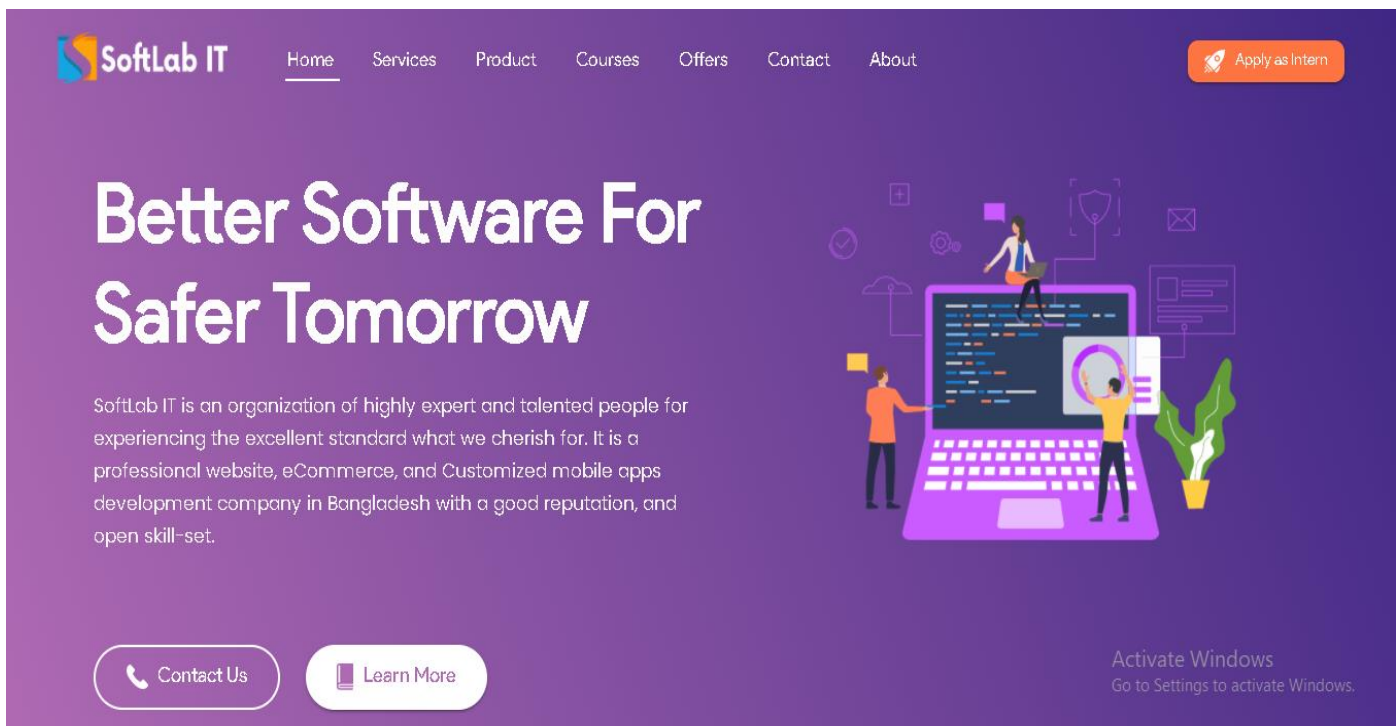 SoftLab IT
Home Services Product Courses Offers Contact About
Apply as Intern
Better Software For
Safer Tomorrow
SoftLab IT is an organization of highly expert and talented people for
experiencing the excellent standard what we cherish for. It is a
professional website, eCommerce, and Customized mobile apps
development company in Bangladesh with a good reputation, and
open skill-set.
Contact Us
Learn More
Activate Windows
Go to Settings to activate Windows.